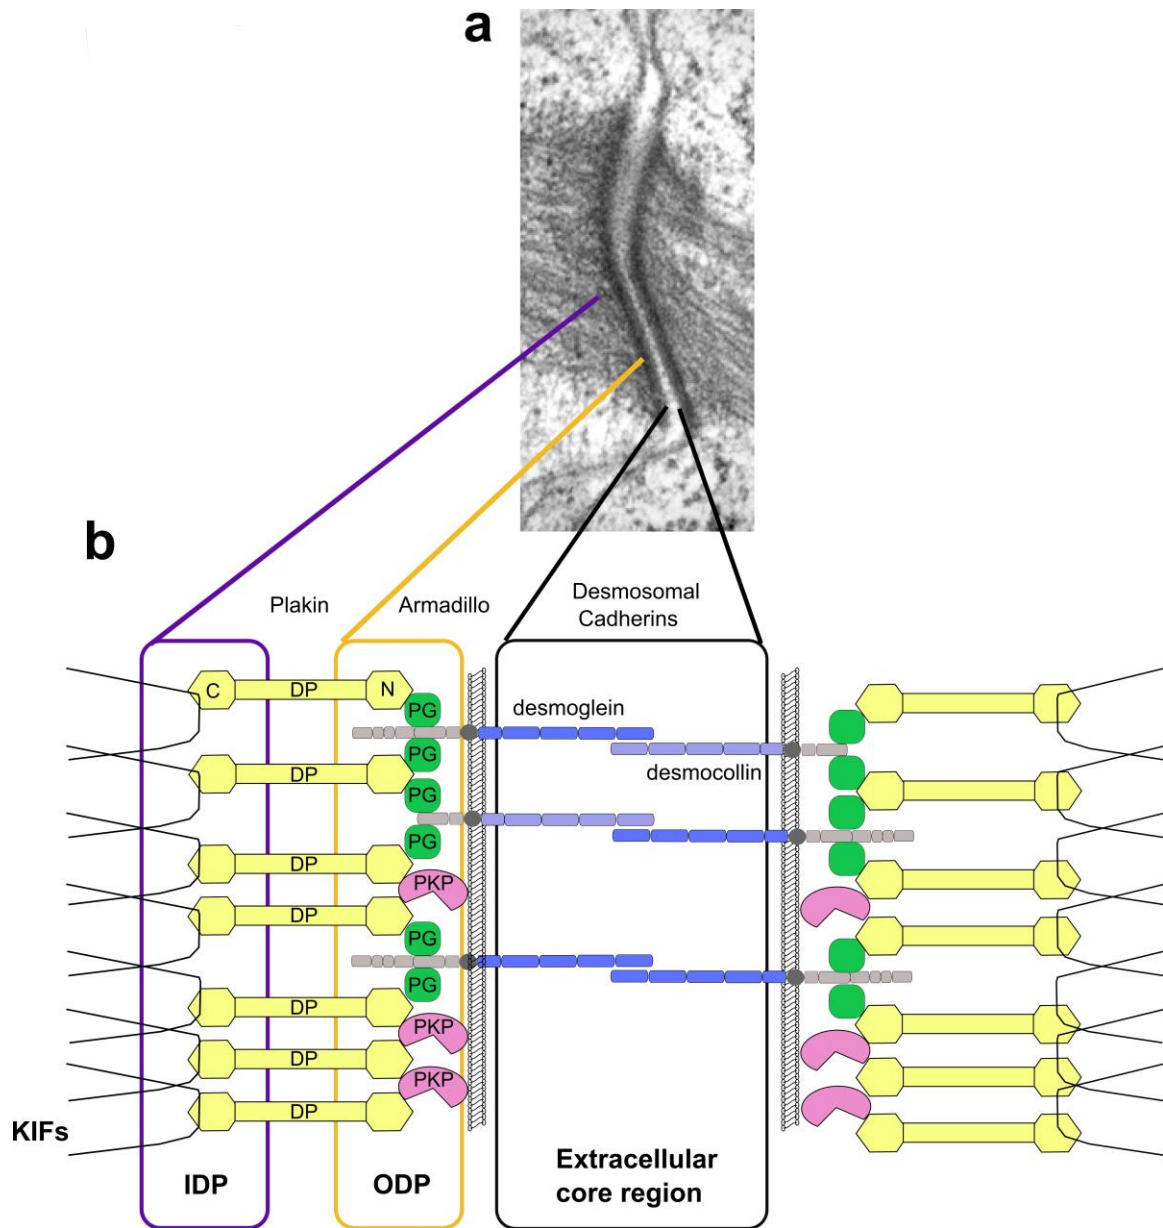 a
b
Plakin
Armadillo
Desmosomal
Cadherins
C
DP
N
PG
desmoglein
PG
desmocollin
DP
PG
PG
DP
PKP
DP
PG
PG
DP
PKP
DP
PKP
DP
KIFs
IDP
ODP
Extracellular
core region